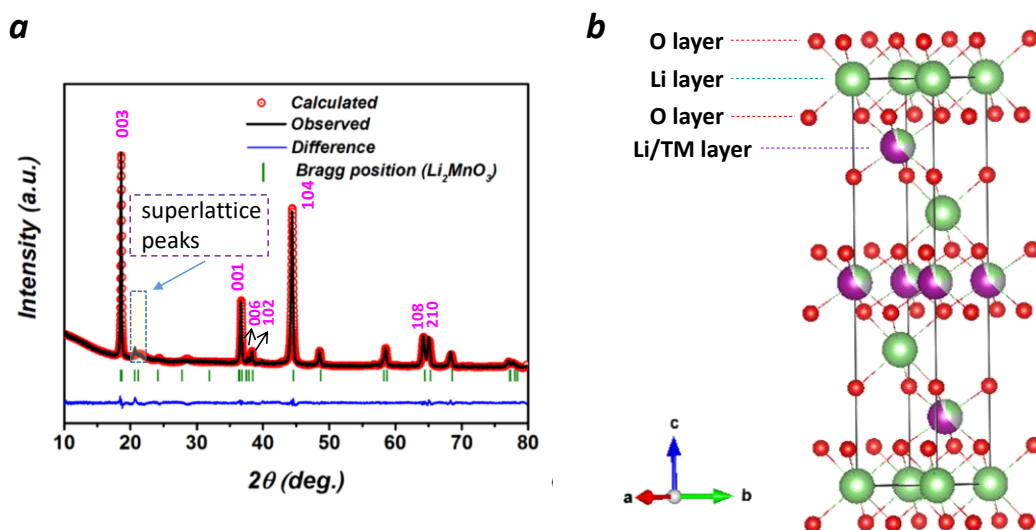 a
b
Calculated
Observed
Difference
Bragg position (Li₂MnO₃)
003
superlattice
peaks
001
006
102
104
108
210
Intensity (a.u.)
10 20 30 40 50 60 70 80
2θ (deg.)
O layer
Li layer
O layer
Li/TM layer
c
a
b